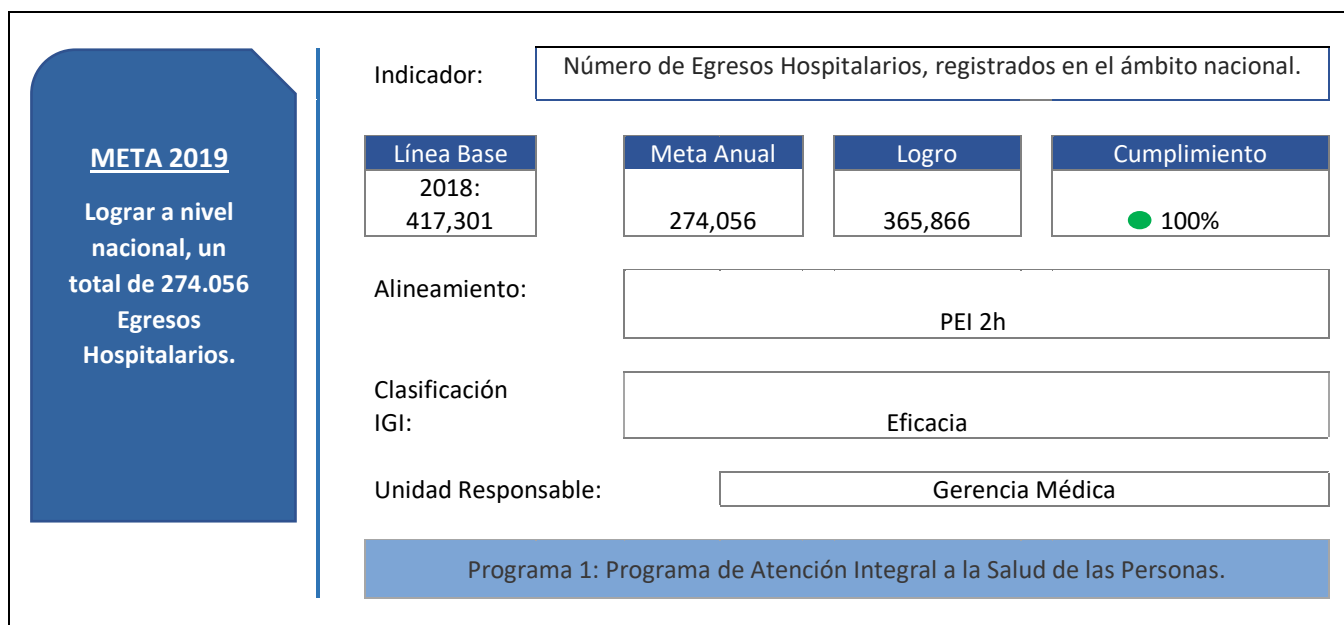 META 2019
Lograr a nivel
nacional, un
total de 274.056
Egresos
Hospitalarios.
Indicador:
Número de Egresos Hospitalarios, registrados en el ámbito nacional.
Línea Base
Meta Anual
Logro
Cumplimiento
2018:
417,301
274,056
365,866
100%
Alineamiento:
PEI 2h
Clasificación
IGI:
Eficacia
Unidad Responsable:
Gerencia Médica
Programa 1: Programa de Atención Integral a la Salud de las Personas.